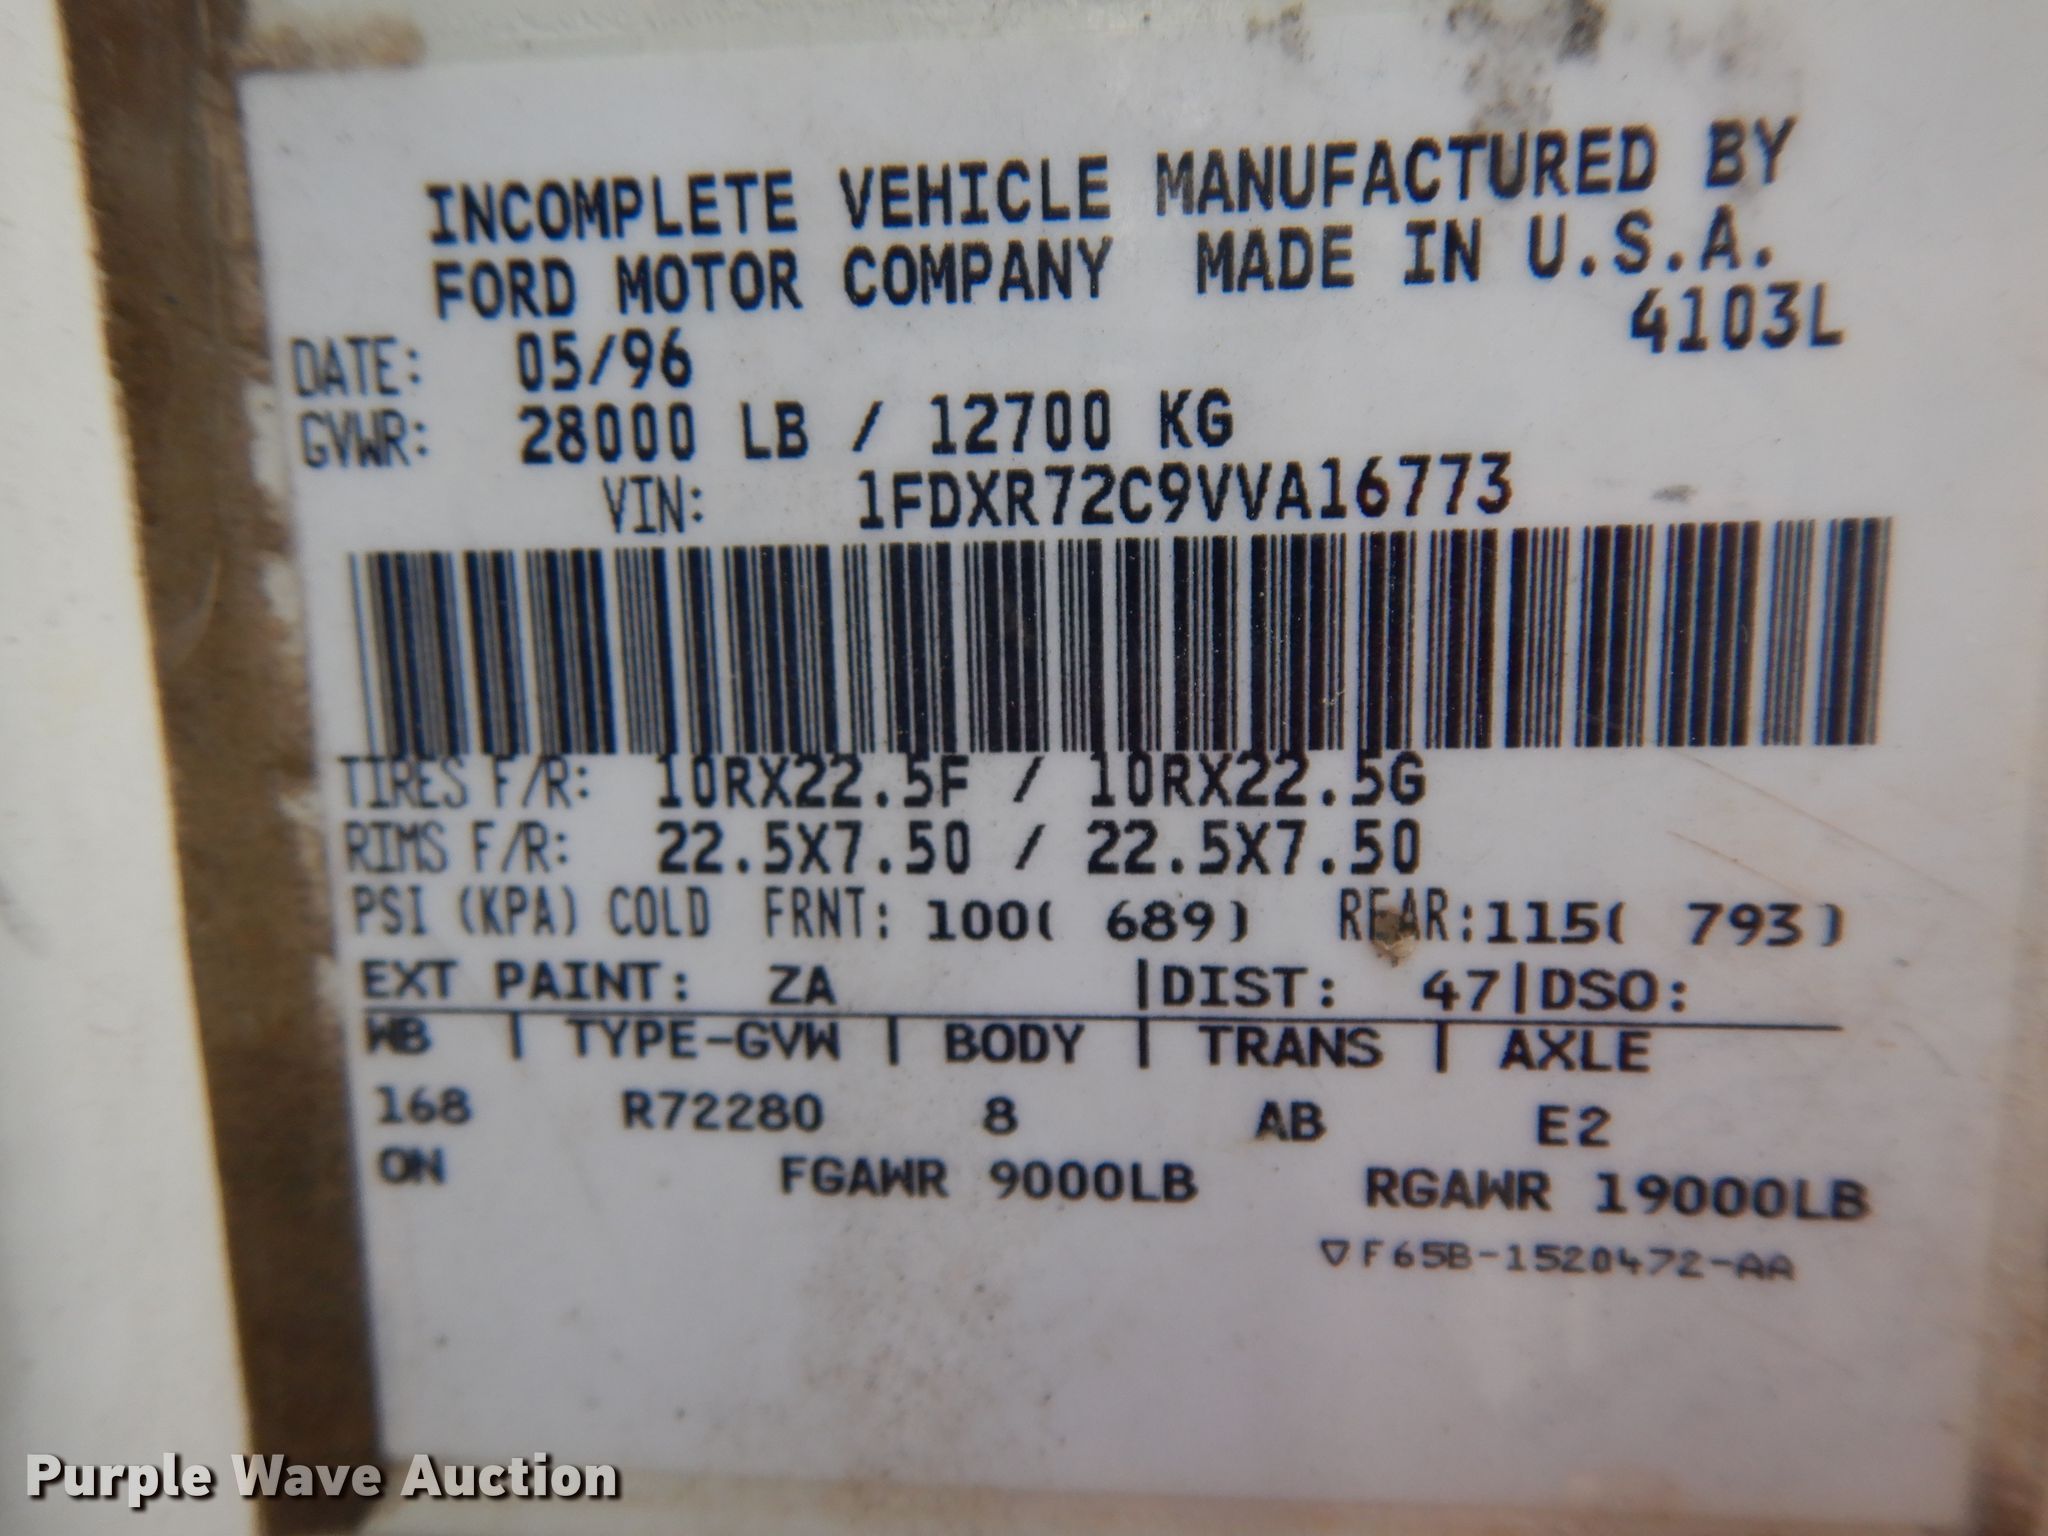 INCOMPLETE VEHICLE MANUFACTURED BY
FORD MOTOR COMPANY MADE IN U.S.A.
4103L
DATE: 05/96
GVWR: 28000 LB / 12700 KG
VIN: 1FDXR72C9VVA16773
TIRES F/R: 10RX22.5F / 10RX22.5G
RIMS F/R: 22.5X7.50 / 22.5X7.50
PSI (KPA) COLD FRNT: 100( 689) REAR: 115( 793)
EXT PAINT: ZA |DIST: 47|DSO:
WB | TYPE-GVW | BODY | TRANS | AXLE
168 R72280 8 AB E2
ON FGAWR 9000LB RGAWR 19000LB
▽F65B-1520472-AA
Purple Wave Auction